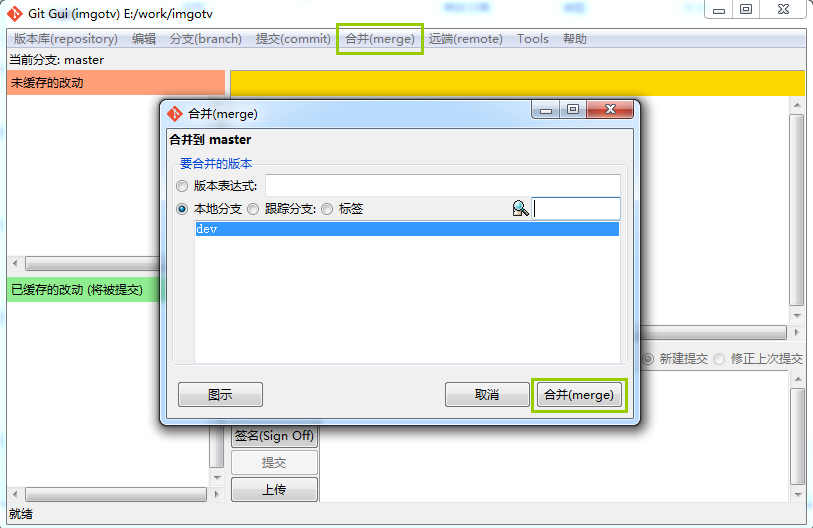 Git Gui (imgotv) E:/work/imgotv
版本库(repository) 编辑 分支(branch) 提交(commit) 合并(merge) 远端(remote) Tools 帮助
当前分支: master
未缓存的改动
合并(merge)
合并到 master
要合并的版本
版本表达式:
本地分支 跟踪分支: 标签
dev
已缓存的改动 (将被提交)
新建提交 修正上次提交
图示 取消 合并(merge)
签名(Sign Off)
提交
上传
就绪